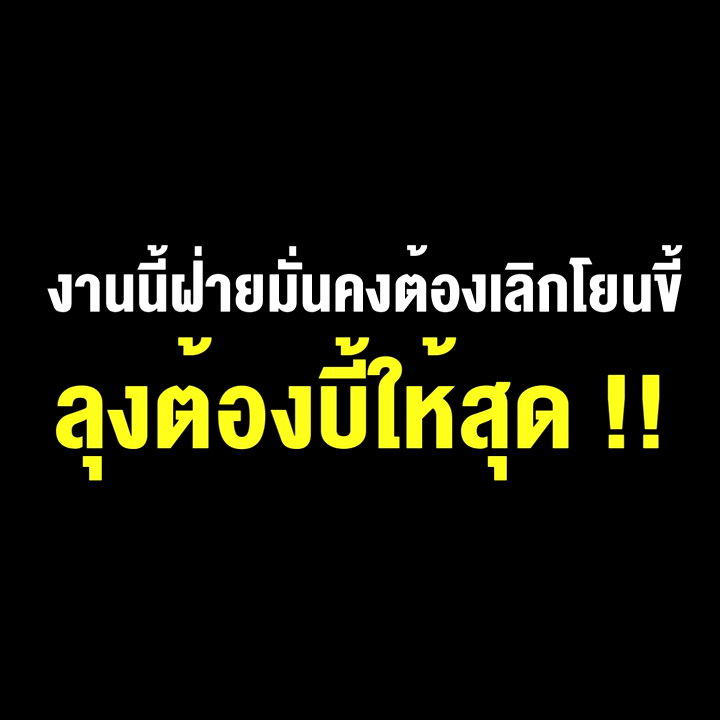 งานนี้ฝ่ายมั่นคงต้องเลิกโยนขี้
ลุงต้องบี้ให้สุด !!